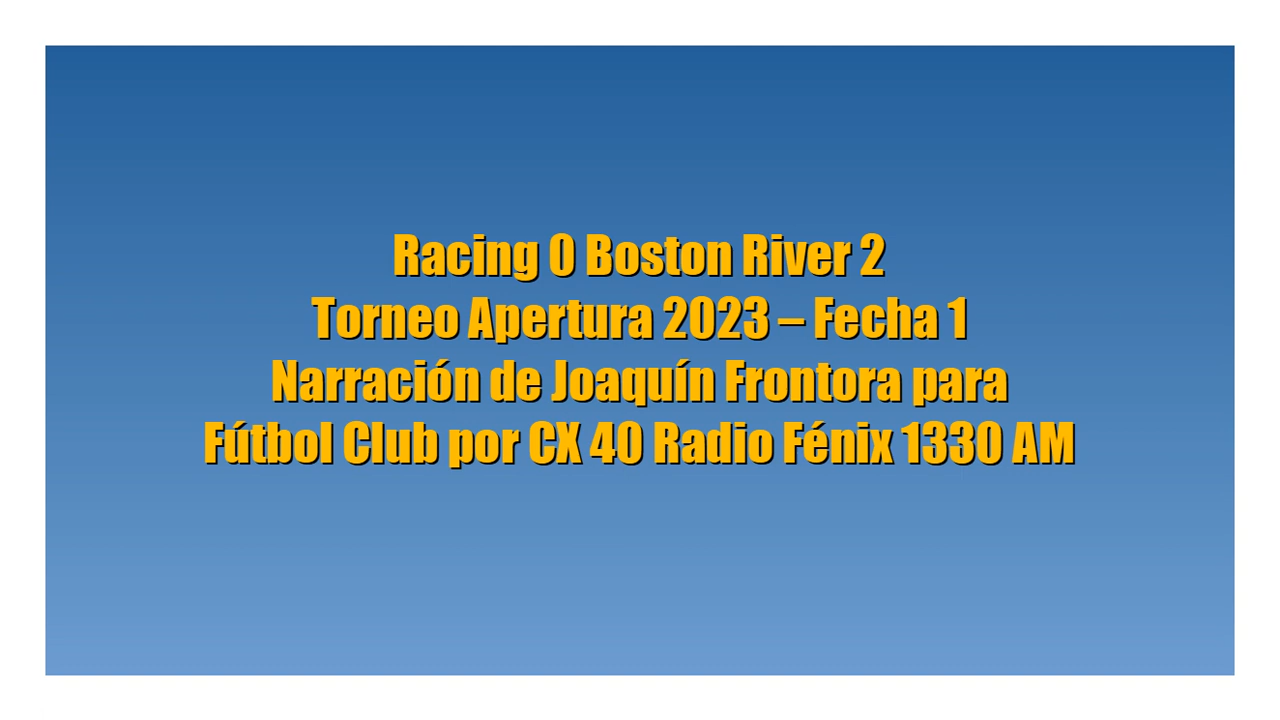 Racing 0 Boston River 2
Torneo Apertura 2023 – Fecha 1
Narración de Joaquín Frontora para
Fútbol Club por CX 40 Radio Fénix 1330 AM